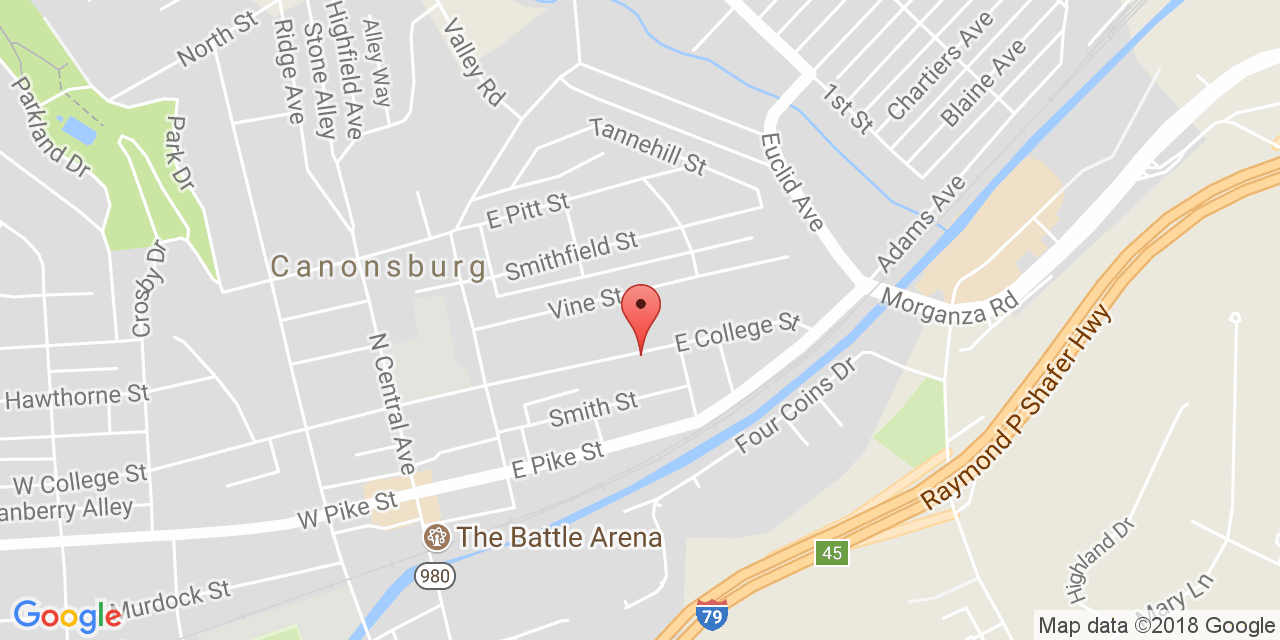 North St
Ridge Ave
Stone Alley
Highfield Ave
Alley Way
Valley Rd
Chartiers Ave
Blaine Ave
1st St
Parkland Dr
Park Dr
Tannehill St
Euclid Ave
E Pitt St
Adams Ave
Smithfield St
Canonsburg
Crosby Dr
Vine St
Morganza Rd
E College St
N Central Ave
Hawthorne St
Smith St
Four Coins Dr
Raymond P Shafer Hwy
E Pike St
W College St
anberry Alley
W Pike St
The Battle Arena
45
980
Highland Dr
Mary Ln
Murdock St
79
Google
Map data ©2018 Google